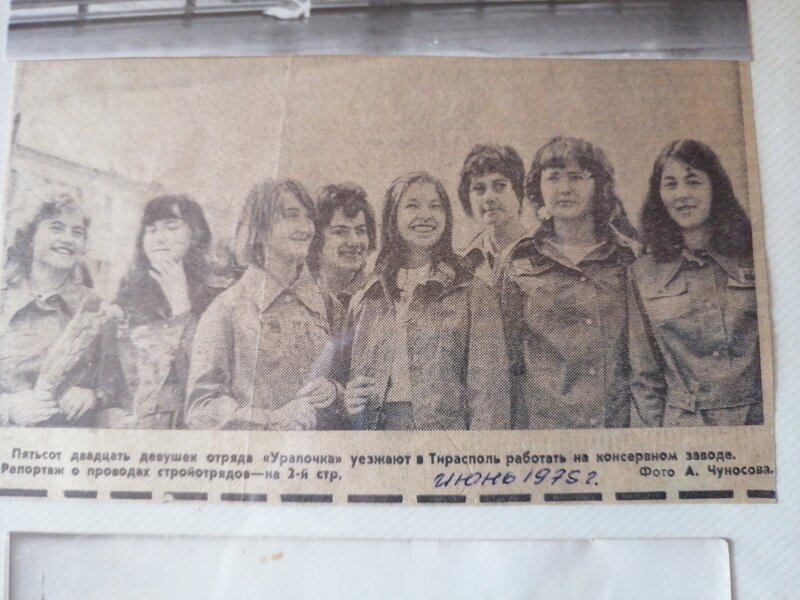 Пятьсот двадцать девушек отряда «Уралочка» уезжают в Тирасполь работать на консервном заводе.
Репортаж о проводах стройотрядов—на 2-й стр. Фото А. Чуносова.
июнь 1975 г.